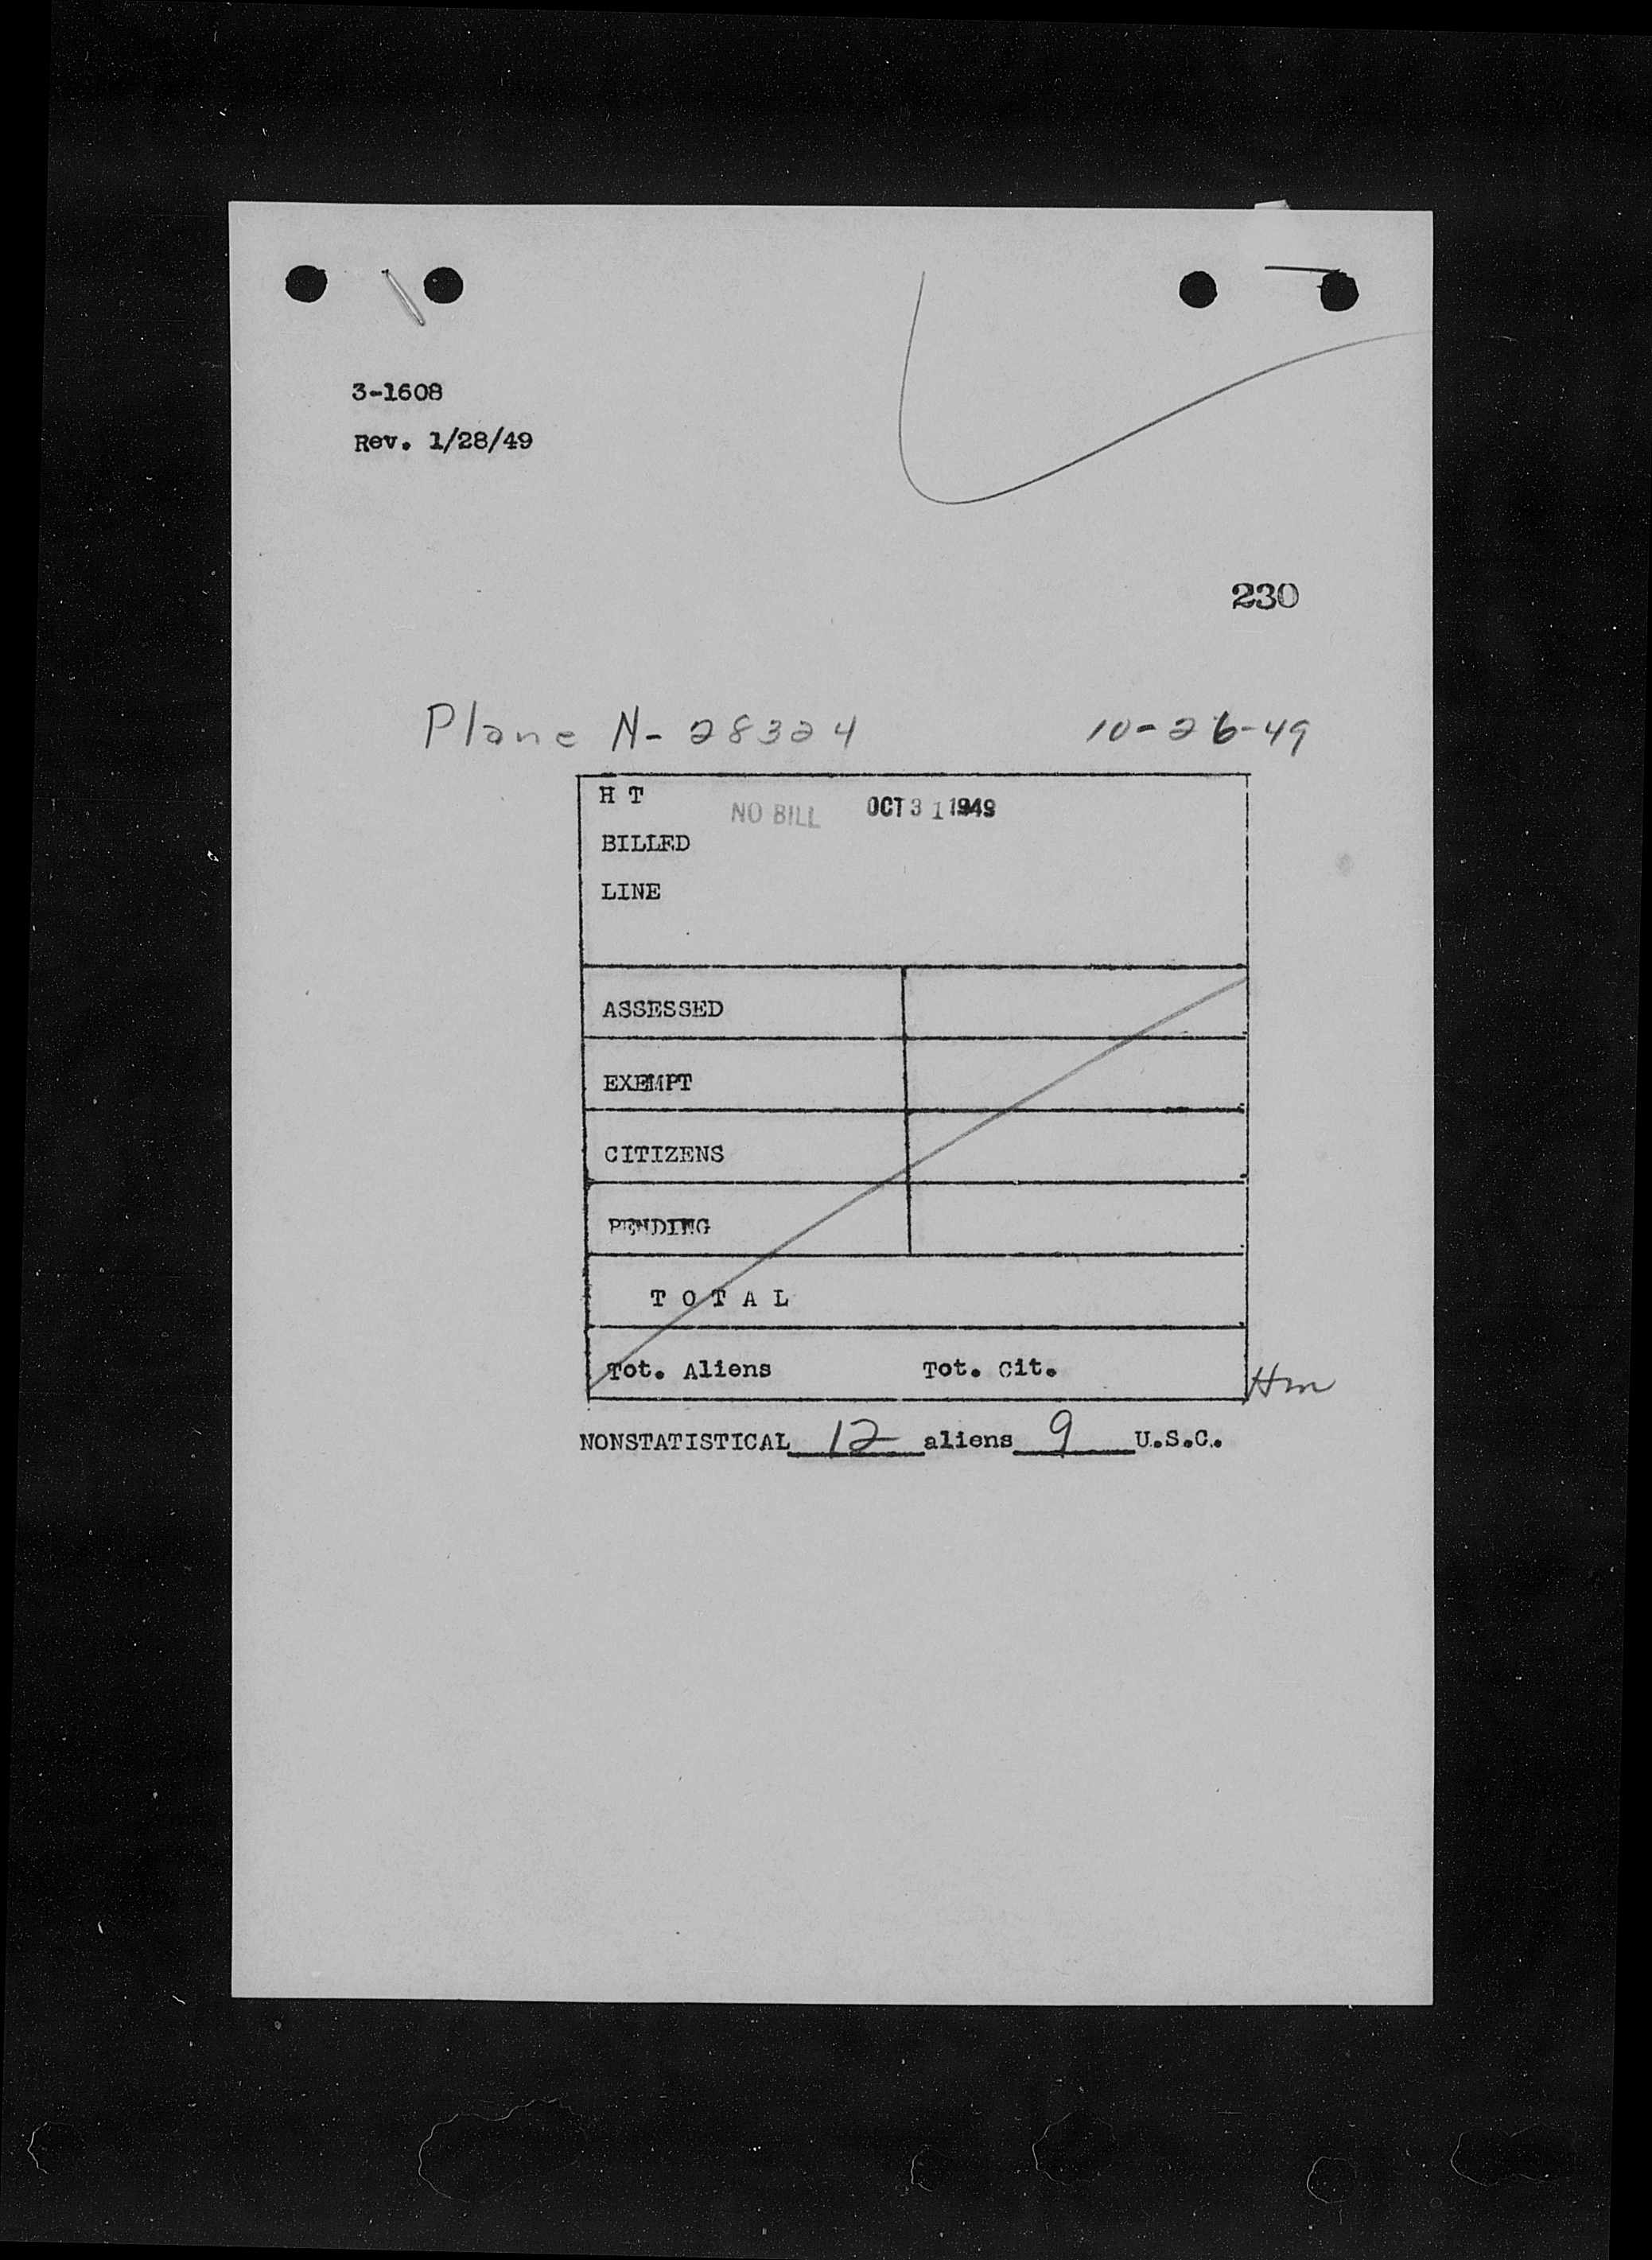 3-1608
Rev. 1/28/49
230
Plane N-28324 10-26-49
H T
NO BILL OCT 31 1949
BILLED
LINE
ASSESSED
EXEMPT
CITIZENS
PENDING
T O T A L
Tot. Aliens Tot. Cit.
Hm
NONSTATISTICAL 12 aliens 9 U.S.C.